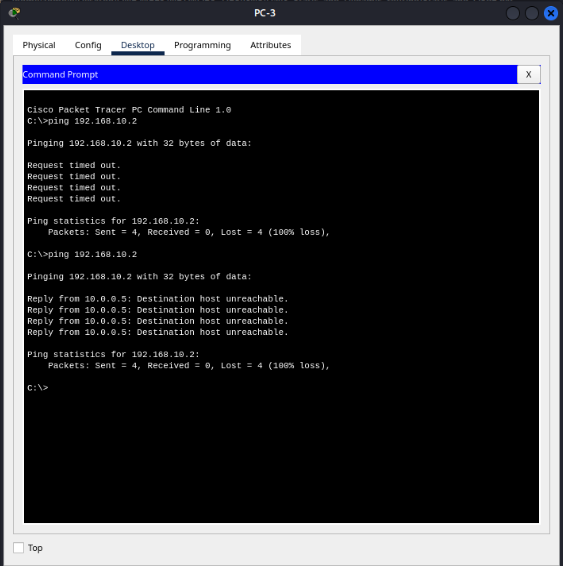 PC-3
Physical Config Desktop Programming Attributes
Command Prompt
X
Cisco Packet Tracer PC Command Line 1.0
C:\>ping 192.168.10.2
Pinging 192.168.10.2 with 32 bytes of data:
Request timed out.
Request timed out.
Request timed out.
Request timed out.
Ping statistics for 192.168.10.2:
Packets: Sent = 4, Received = 0, Lost = 4 (100% loss),
C:\>ping 192.168.10.2
Pinging 192.168.10.2 with 32 bytes of data:
Reply from 10.0.0.5: Destination host unreachable.
Reply from 10.0.0.5: Destination host unreachable.
Reply from 10.0.0.5: Destination host unreachable.
Reply from 10.0.0.5: Destination host unreachable.
Ping statistics for 192.168.10.2:
Packets: Sent = 4, Received = 0, Lost = 4 (100% loss),
C:\>
Top